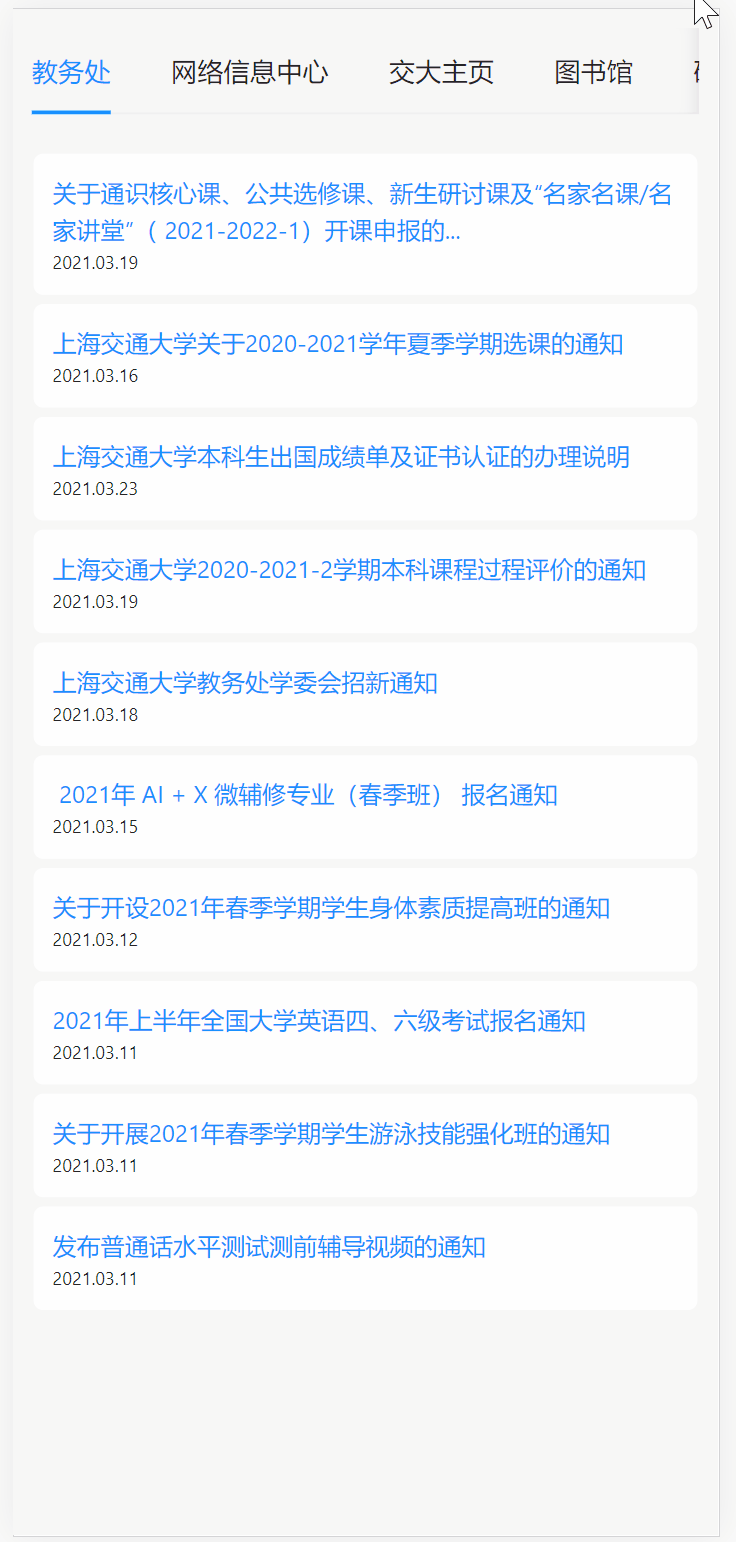 教务处 网络信息中心 交大主页 图书馆
关于通识核心课、公共选修课、新生研讨课及“名家名课/名
家讲堂”（ 2021-2022-1）开课申报的...
2021.03.19
上海交通大学关于2020-2021学年夏季学期选课的通知
2021.03.16
上海交通大学本科生出国成绩单及证书认证的办理说明
2021.03.23
上海交通大学2020-2021-2学期本科课程过程评价的通知
2021.03.19
上海交通大学教务处学委会招新通知
2021.03.18
2021年 AI + X 微辅修专业（春季班） 报名通知
2021.03.15
关于开设2021年春季学期学生身体素质提高班的通知
2021.03.12
2021年上半年全国大学英语四、六级考试报名通知
2021.03.11
关于开展2021年春季学期学生游泳技能强化班的通知
2021.03.11
发布普通话水平测试测前辅导视频的通知
2021.03.11